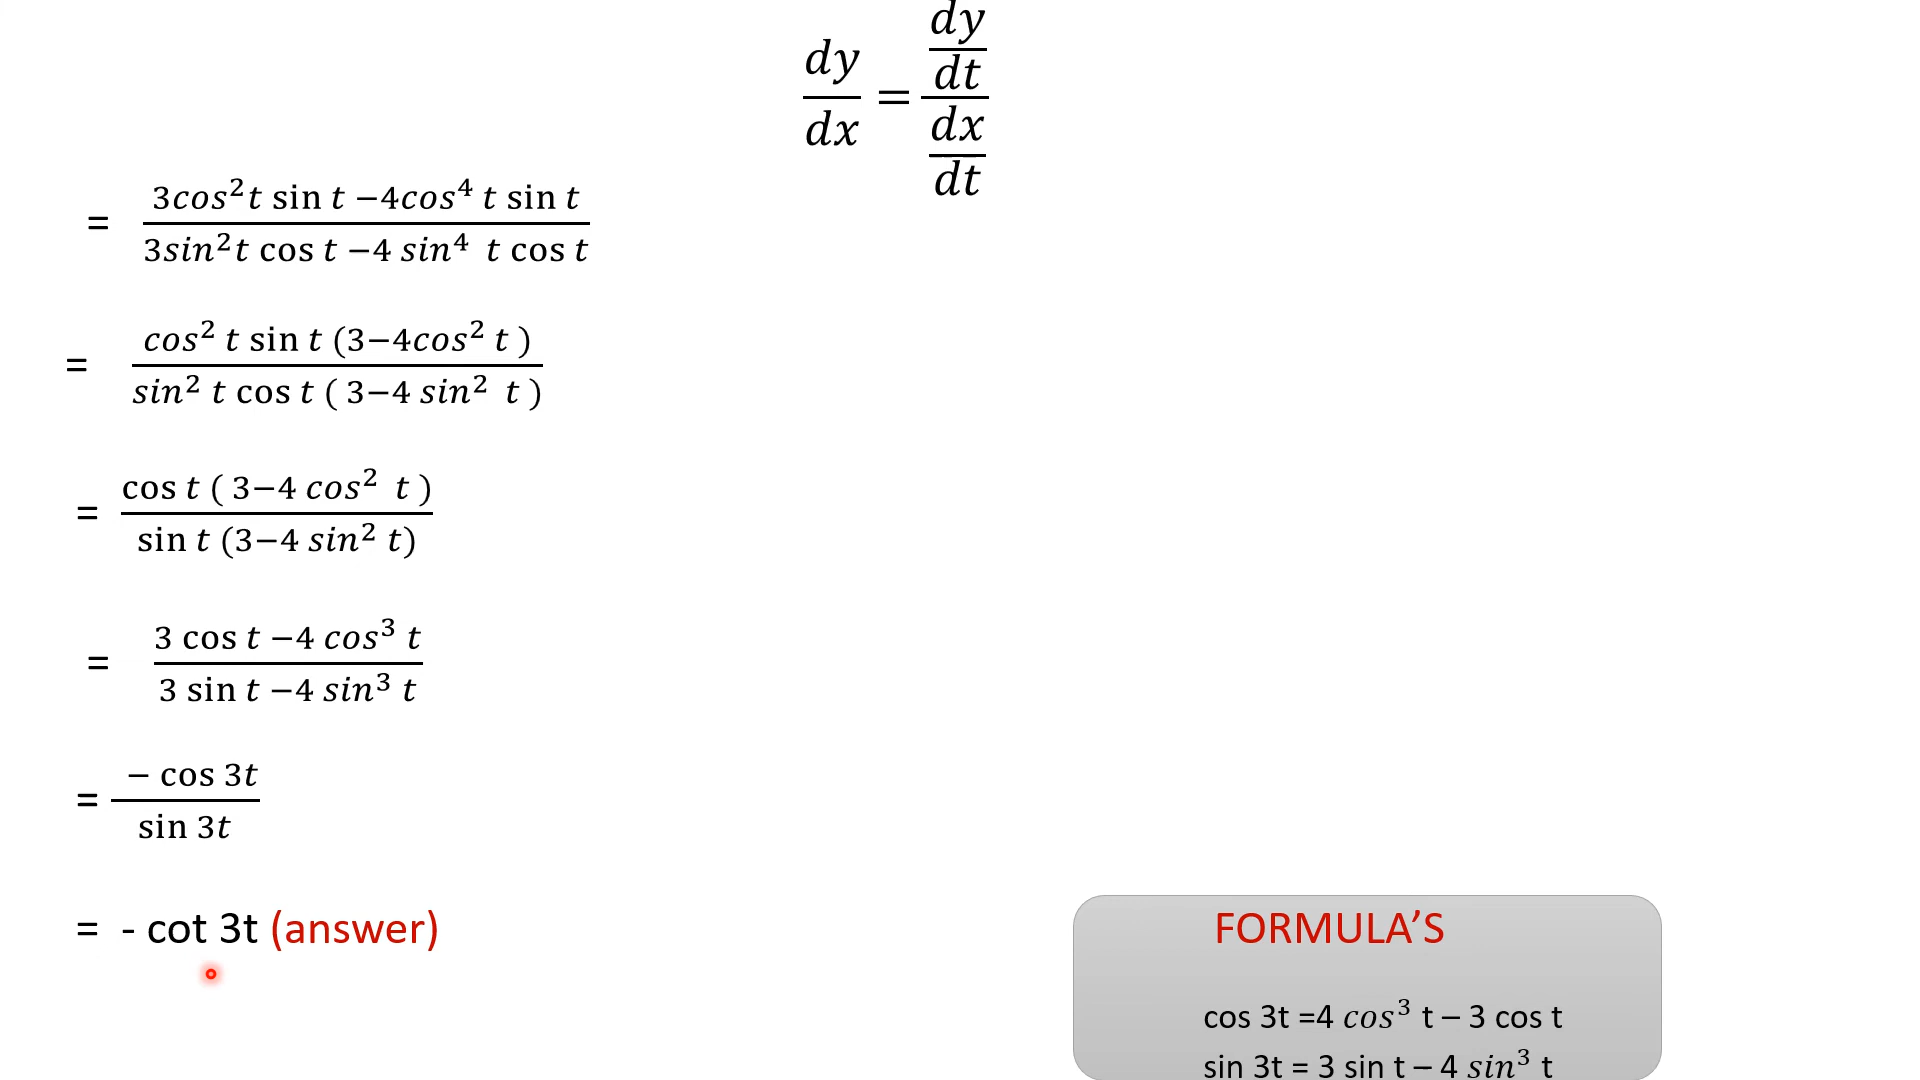 dy/dx = (dy/dt)/(dx/dt)
= (3cos²t sin t −4cos⁴ t sin t)/(3sin²t cos t −4 sin⁴ t cos t)
= (cos² t sin t (3−4cos² t ))/(sin² t cos t ( 3−4 sin² t ))
= (cos t ( 3−4 cos² t ))/(sin t (3−4 sin² t))
= (3 cos t −4 cos³ t)/(3 sin t −4 sin³ t)
= (− cos 3t)/(sin 3t)
= - cot 3t (answer)
FORMULA’S
cos 3t =4 cos³ t – 3 cos t
sin 3t = 3 sin t – 4 sin³ t